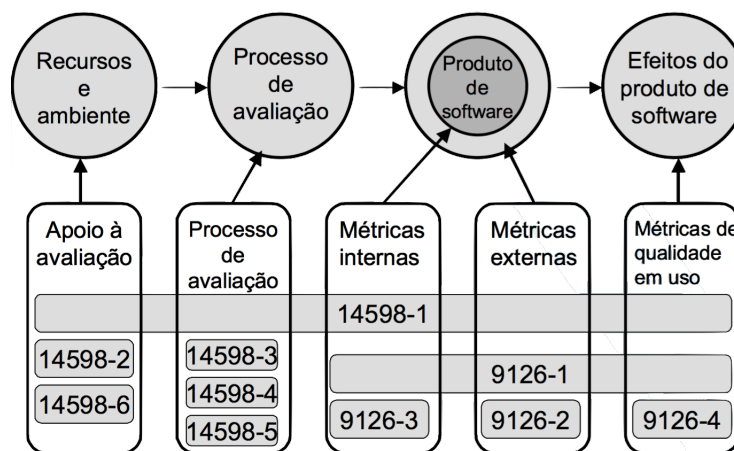 Recursos
e
ambiente
Processo
de
avaliação
Produto
de
software
Efeitos do
produto de
software
Apoio à
avaliação
Processo
de
avaliação
Métricas
internas
Métricas
externas
Métricas de
qualidade
em uso
14598-1
14598-2
14598-6
14598-3
14598-4
14598-5
9126-1
9126-3
9126-2
9126-4